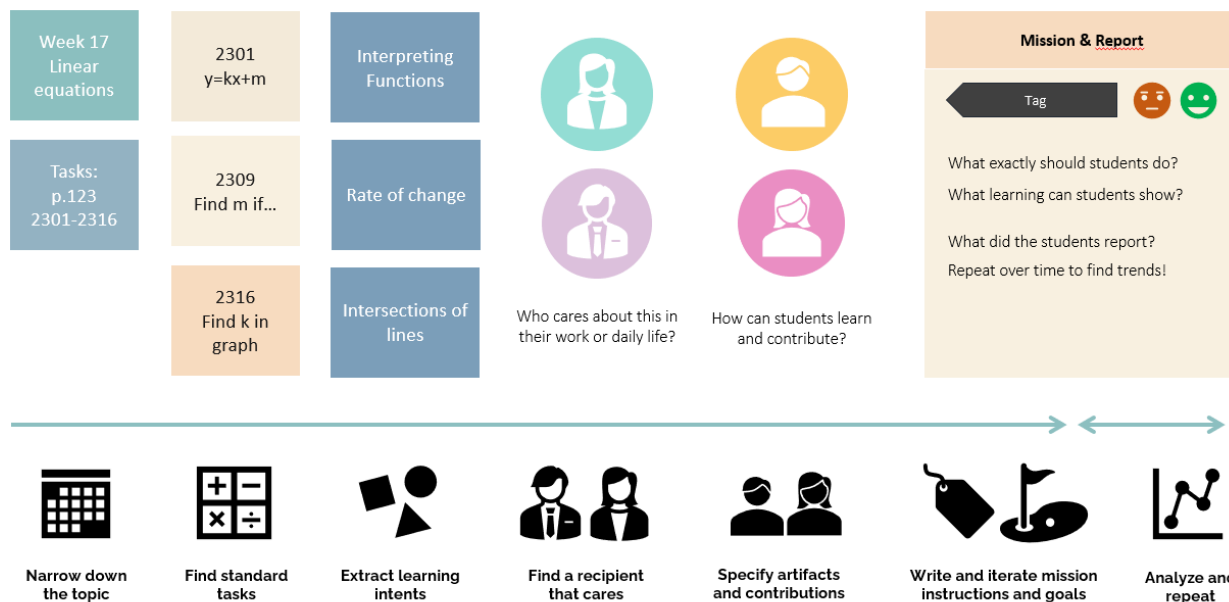 Week 17
Linear
equations
Tasks:
p.123
2301-2316
2301
y=kx+m
2309
Find m if...
2316
Find k in
graph
Interpreting
Functions
Rate of change
Intersections of
lines
Who cares about this in
their work or daily life?
How can students learn
and contribute?
Mission & Report
Tag
What exactly should students do?
What learning can students show?
What did the students report?
Repeat over time to find trends!
Narrow down
the topic
Find standard
tasks
Extract learning
intents
Find a recipient
that cares
Specify artifacts
and contributions
Write and iterate mission
instructions and goals
Analyze and
repeat